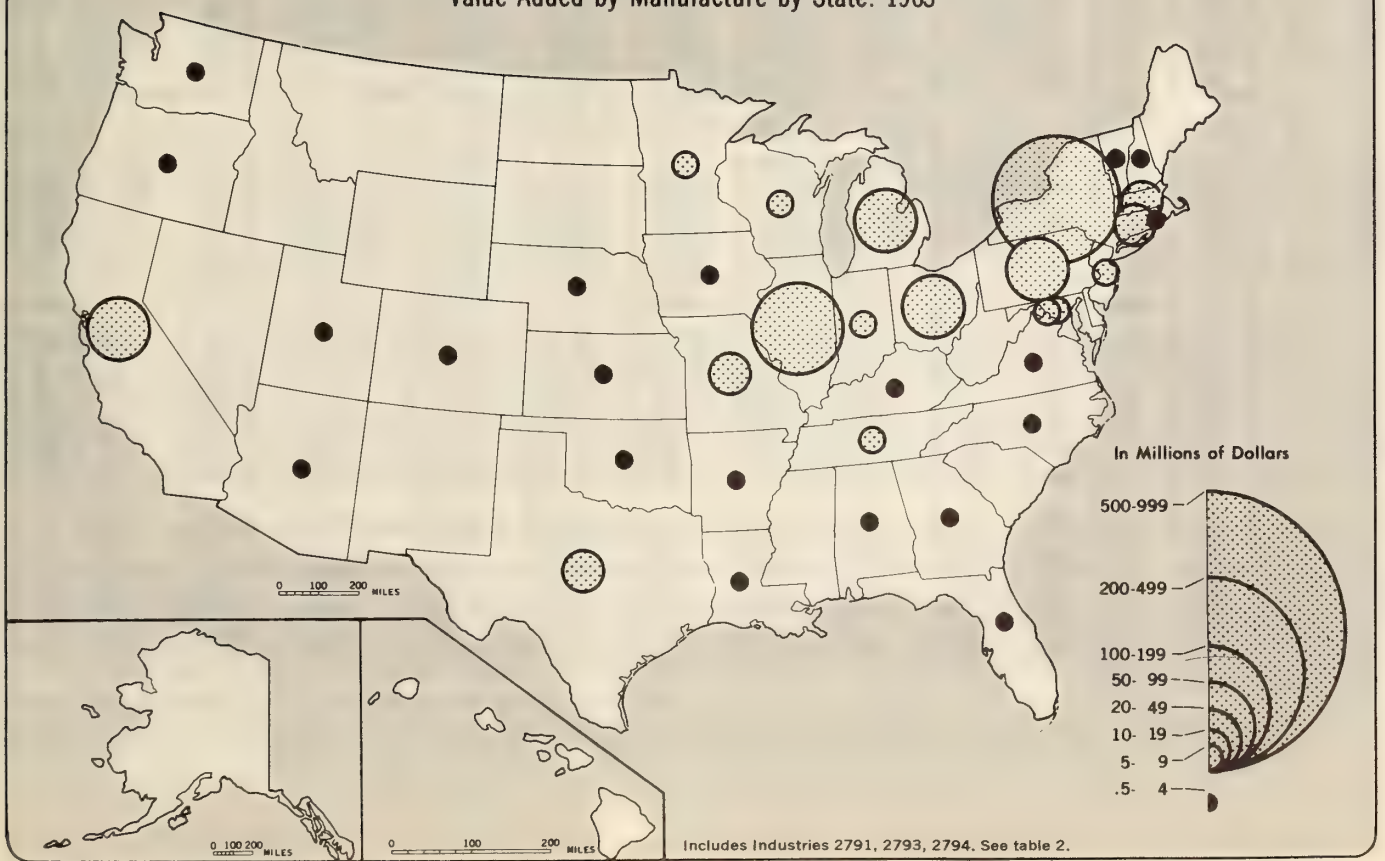 Value Added by Manufacture by State: 1963
In Millions of Dollars
500-999
200-499
100-199
50- 99
20- 49
10- 19
5- 9
.5- 4
0 100 200 MILES
0 100 200 MILES
0 100 200 MILES
Includes Industries 2791, 2793, 2794. See table 2.